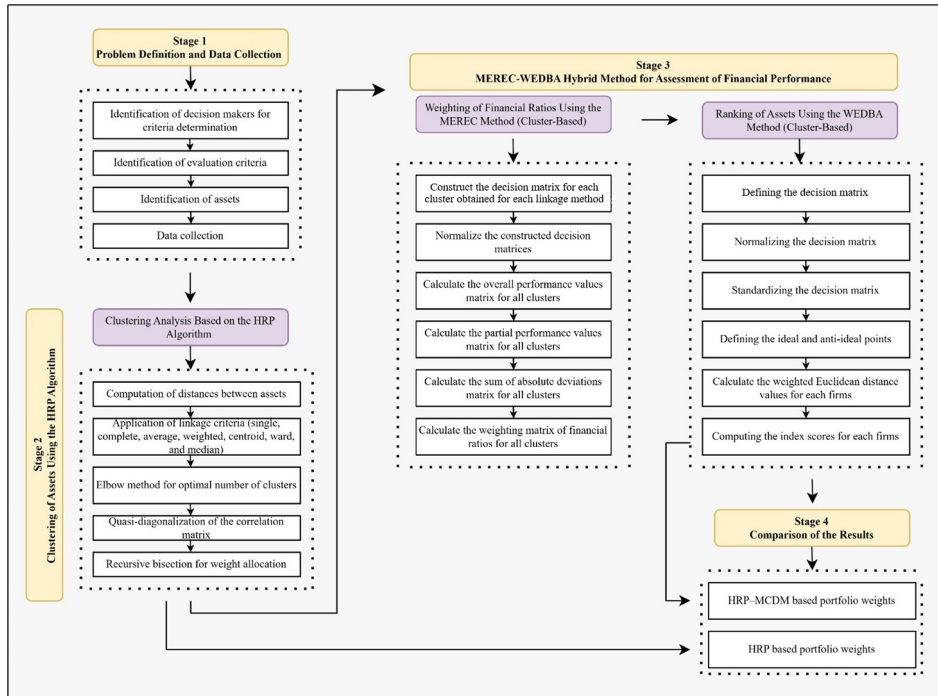 Stage 1
Problem Definition and Data Collection
Identification of decision makers for
criteria determination
Identification of evaluation criteria
Identification of assets
Data collection
Stage 2
Clustering of Assets Using the HRP Algorithm
Clustering Analysis Based on the HRP
Algorithm
Computation of distances between assets
Application of linkage criteria (single,
complete, average, weighted, centroid, ward,
and median)
Elbow method for optimal number of clusters
Quasi-diagonalization of the correlation
matrix
Recursive bisection for weight allocation
Stage 3
MEREC-WEDBA Hybrid Method for Assessment of Financial Performance
Weighting of Financial Ratios Using the
MEREC Method (Cluster-Based)
Construct the decision matrix for each
cluster obtained for each linkage method
Normalize the constructed decision
matrices
Calculate the overall performance values
matrix for all clusters
Calculate the partial performance values
matrix for all clusters
Calculate the sum of absolute deviations
matrix for all clusters
Calculate the weighting matrix of financial
ratios for all clusters
Ranking of Assets Using the WEDBA
Method (Cluster-Based)
Defining the decision matrix
Normalizing the decision matrix
Standardizing the decision matrix
Defining the ideal and anti-ideal points
Calculate the weighted Euclidean distance
values for each firms
Computing the index scores for each firms
Stage 4
Comparison of the Results
HRP–MCDM based portfolio weights
HRP based portfolio weights